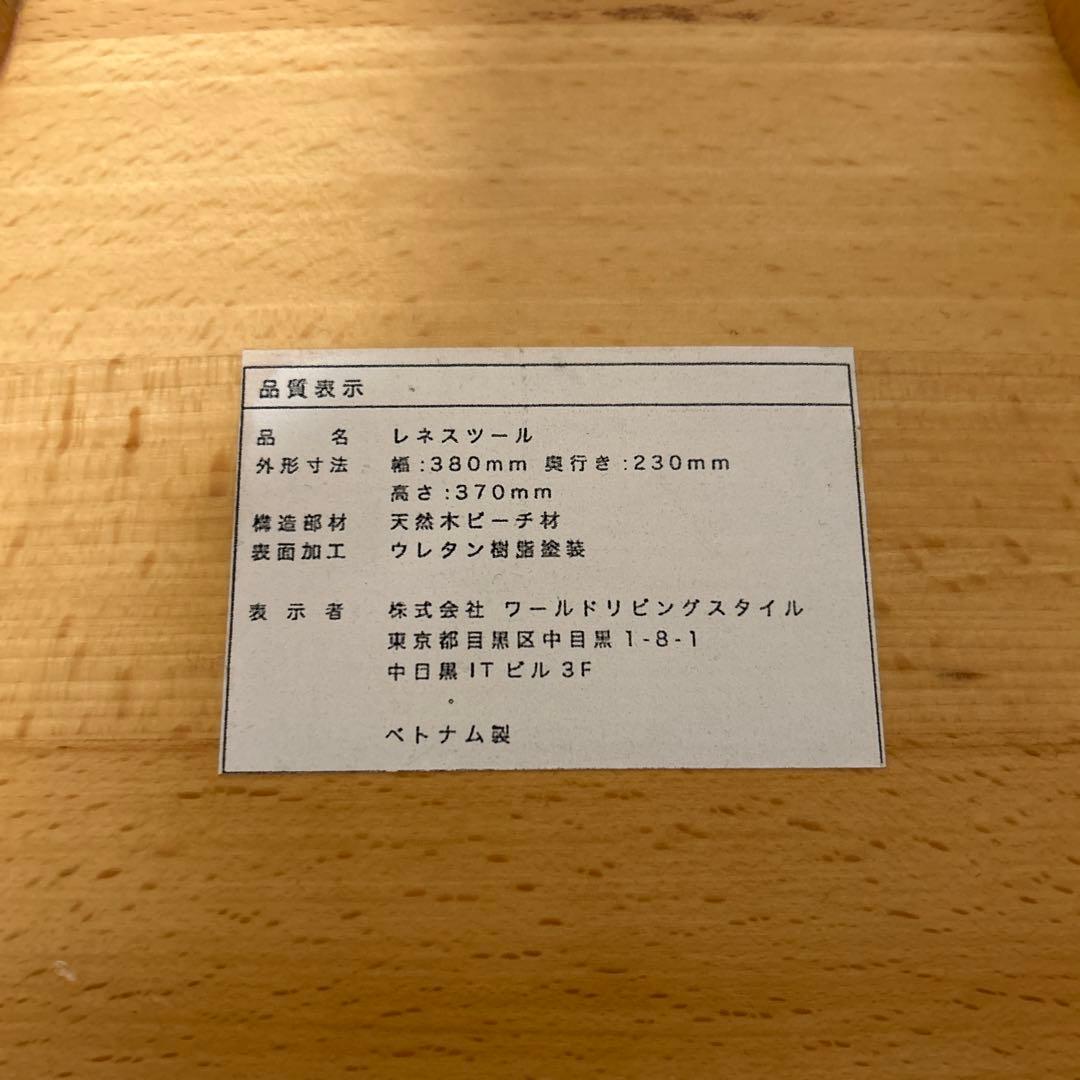 品質表示
品 名 レネスツール
外形寸法 幅:380mm 奥行き:230mm
高さ:370mm
構造部材 天然木ビーチ材
表面加工 ウレタン樹脂塗装
表示者 株式会社 ワールドリビングスタイル
東京都目黒区中目黒1-8-1
中目黒ITビル3F
ベトナム製